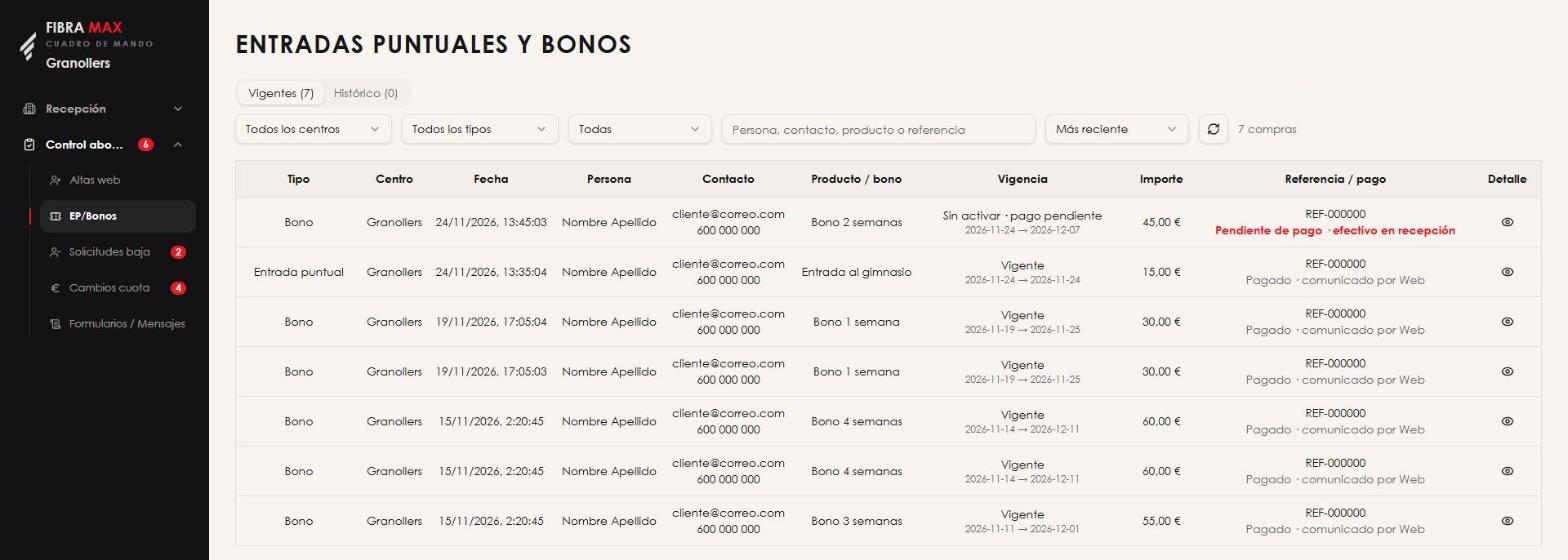 FIBRA MAX
CUADRO DE MANDO
Granollers
Recepción
Control abo... 6
Altas web
EP/Bonos
Solicitudes baja 2
Cambios cuota 4
Formularios / Mensajes
ENTRADAS PUNTUALES Y BONOS
Vigentes (7) Histórico (0)
Todos los centros Todos los tipos Todas Persona, contacto, producto o referencia Más reciente 7 compras
Tipo Centro Fecha Persona Contacto Producto / bono Vigencia Importe Referencia / pago Detalle
Bono Granollers 24/11/2026, 13:45:03 Nombre Apellido cliente@correo.com Bono 2 semanas Sin activar · pago pendiente 45,00 € REF-000000
600 000 000 2026-11-24 → 2026-12-07 Pendiente de pago · efectivo en recepción
Entrada puntual Granollers 24/11/2026, 13:35:04 Nombre Apellido cliente@correo.com Entrada al gimnasio Vigente 15,00 € REF-000000
600 000 000 2026-11-24 → 2026-11-24 Pagado · comunicado por Web
Bono Granollers 19/11/2026, 17:05:04 Nombre Apellido cliente@correo.com Bono 1 semana Vigente 30,00 € REF-000000
600 000 000 2026-11-19 → 2026-11-25 Pagado · comunicado por Web
Bono Granollers 19/11/2026, 17:05:03 Nombre Apellido cliente@correo.com Bono 1 semana Vigente 30,00 € REF-000000
600 000 000 2026-11-19 → 2026-11-25 Pagado · comunicado por Web
Bono Granollers 15/11/2026, 2:20:45 Nombre Apellido cliente@correo.com Bono 4 semanas Vigente 60,00 € REF-000000
600 000 000 2026-11-14 → 2026-12-11 Pagado · comunicado por Web
Bono Granollers 15/11/2026, 2:20:45 Nombre Apellido cliente@correo.com Bono 4 semanas Vigente 60,00 € REF-000000
600 000 000 2026-11-14 → 2026-12-11 Pagado · comunicado por Web
Bono Granollers 15/11/2026, 2:20:45 Nombre Apellido cliente@correo.com Bono 3 semanas Vigente 55,00 € REF-000000
600 000 000 2026-11-11 → 2026-12-01 Pagado · comunicado por Web